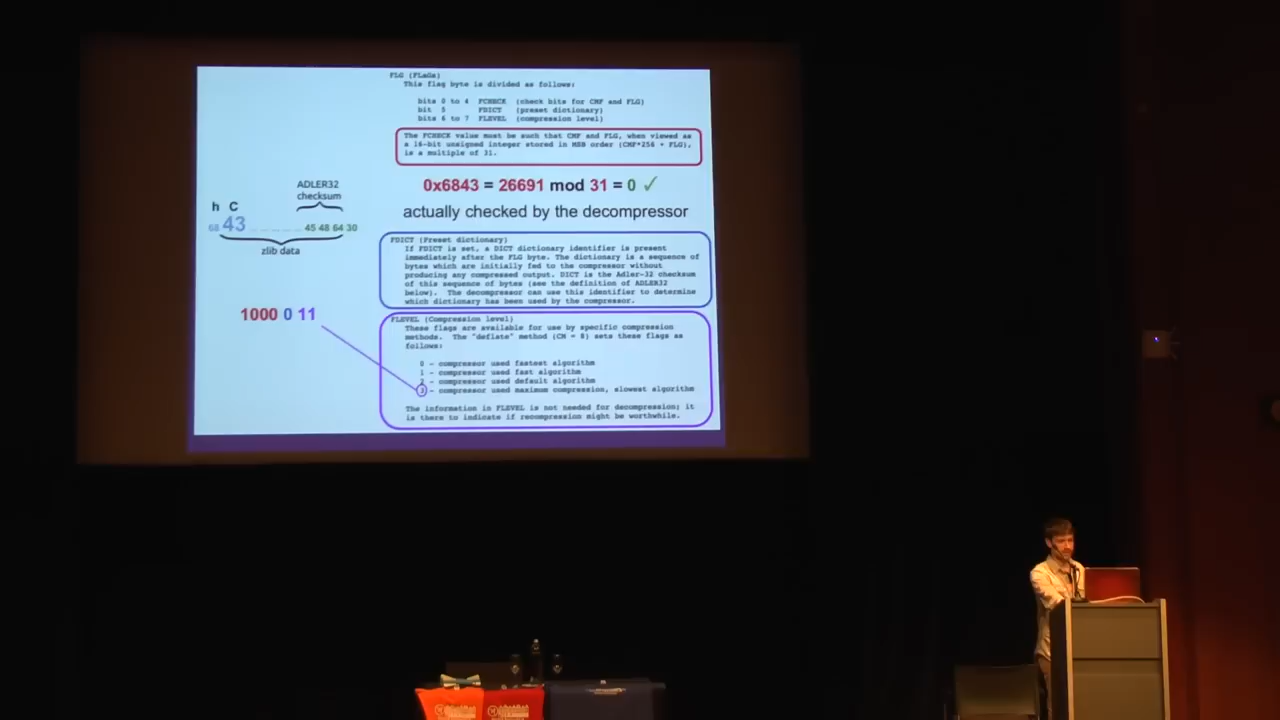 FLG (FLaGs)
This flag byte is divided as follows:
bits 0 to 4 FCHECK (check bits for CMF and FLG)
bit 5 FDICT (preset dictionary)
bits 6 to 7 FLEVEL (compression level)
The FCHECK value must be such that CMF and FLG, when viewed as
a 16-bit unsigned integer stored in MSB order (CMF*256 + FLG),
is a multiple of 31.
0x6843 = 26691 mod 31 = 0 ✓
actually checked by the decompressor
ADLER32
checksum
h C
68 43 _ _ _ _ _ 45 48 64 30
zlib data
1000 0 11
FDICT (Preset dictionary)
If FDICT is set, a DICT dictionary identifier is present
immediately after the FLG byte. The dictionary is a sequence of
bytes which are initially fed to the compressor without
producing any compressed output. DICT is the Adler-32 checksum
of this sequence of bytes (see the definition of ADLER32
below). The decompressor can use this identifier to determine
which dictionary has been used by the compressor.
FLEVEL (Compression level)
These flags are available for use by specific compression
methods. The "deflate" method (CM = 8) sets these flags as
follows:
0 - compressor used fastest algorithm
1 - compressor used fast algorithm
2 - compressor used default algorithm
3 - compressor used maximum compression, slowest algorithm
The information in FLEVEL is not needed for decompression; it
is there to indicate if recompression might be worthwhile.